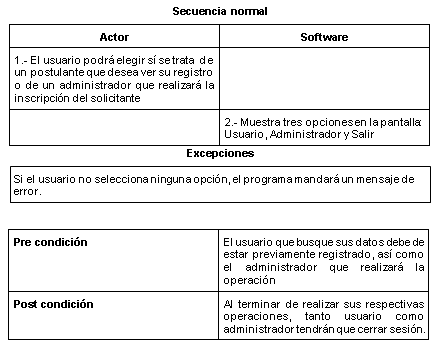 Secuencia normal
Actor
Software
1.- El usuario podrá elegir sí se trata de
un postulante que desea ver su registro
o de un administrador que realizará la
inscripción del solicitante
2.- Muestra tres opciones en la pantalla:
Usuario, Administrador y Salir
Excepciones
Si el usuario no selecciona ninguna opción, el programa mandará un mensaje de
error.
Pre condición
El usuario que busque sus datos debe de
estar previamente registrado, así como
el administrador que realizará la
operación
Post condición
Al terminar de realizar sus respectivas
operaciones, tanto usuario como
administrador tendrán que cerrar sesión.